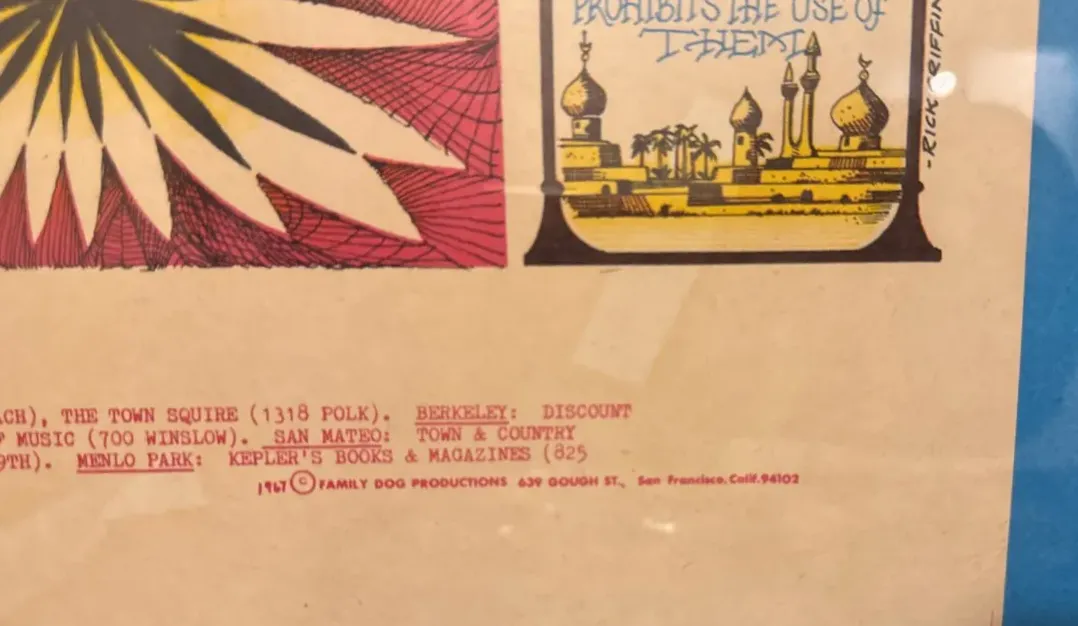 PROHIBITS THE USE OF
THEM
-RICK GRIFFIN
ACH), THE TOWN SQUIRE (1318 POLK). BERKELEY: DISCOUNT
MUSIC (700 WINSLOW). SAN MATEO: TOWN & COUNTRY
9TH). MENLO PARK: KEPLER'S BOOKS & MAGAZINES (825
1967 © FAMILY DOG PRODUCTIONS 639 GOUGH ST., San Francisco, Calif. 94102